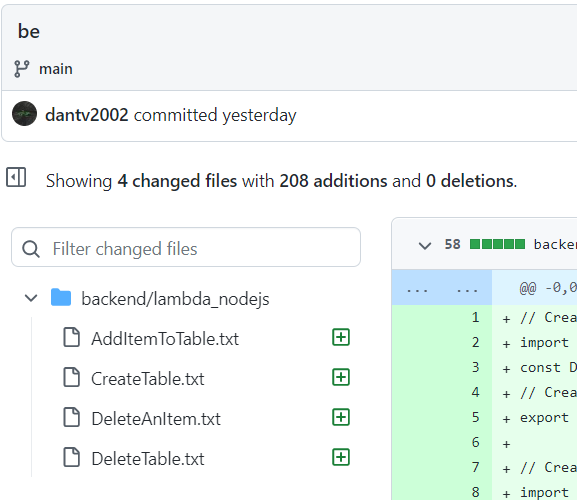 be
main
dantv2002 committed yesterday
Showing 4 changed files with 208 additions and 0 deletions.
Filter changed files
backend/lambda_nodejs
AddItemToTable.txt
CreateTable.txt
DeleteAnItem.txt
DeleteTable.txt
58 backen
... ... @@ -0,0
1 + // Crea
2 + import
3 + const D
4 + // Crea
5 + export
6 +
7 + // Crea
8 + import